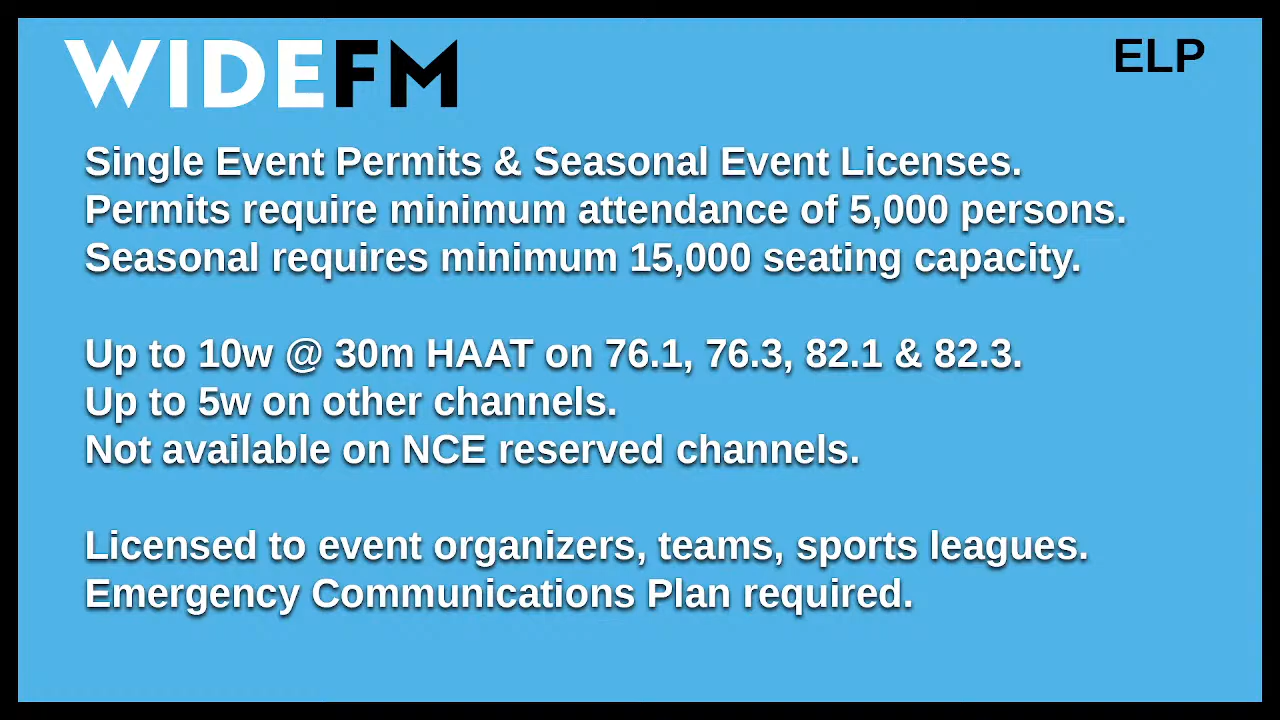 WIDEFM
ELP
Single Event Permits & Seasonal Event Licenses.
Permits require minimum attendance of 5,000 persons.
Seasonal requires minimum 15,000 seating capacity.
Up to 10w @ 30m HAAT on 76.1, 76.3, 82.1 & 82.3.
Up to 5w on other channels.
Not available on NCE reserved channels.
Licensed to event organizers, teams, sports leagues.
Emergency Communications Plan required.